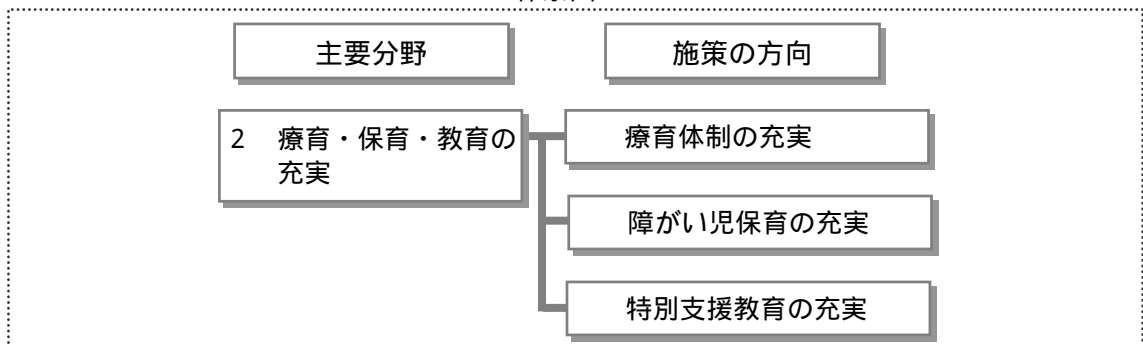 主要分野
施策の方向
2 療育・保育・教育の
充実
療育体制の充実
障がい児保育の充実
特別支援教育の充実